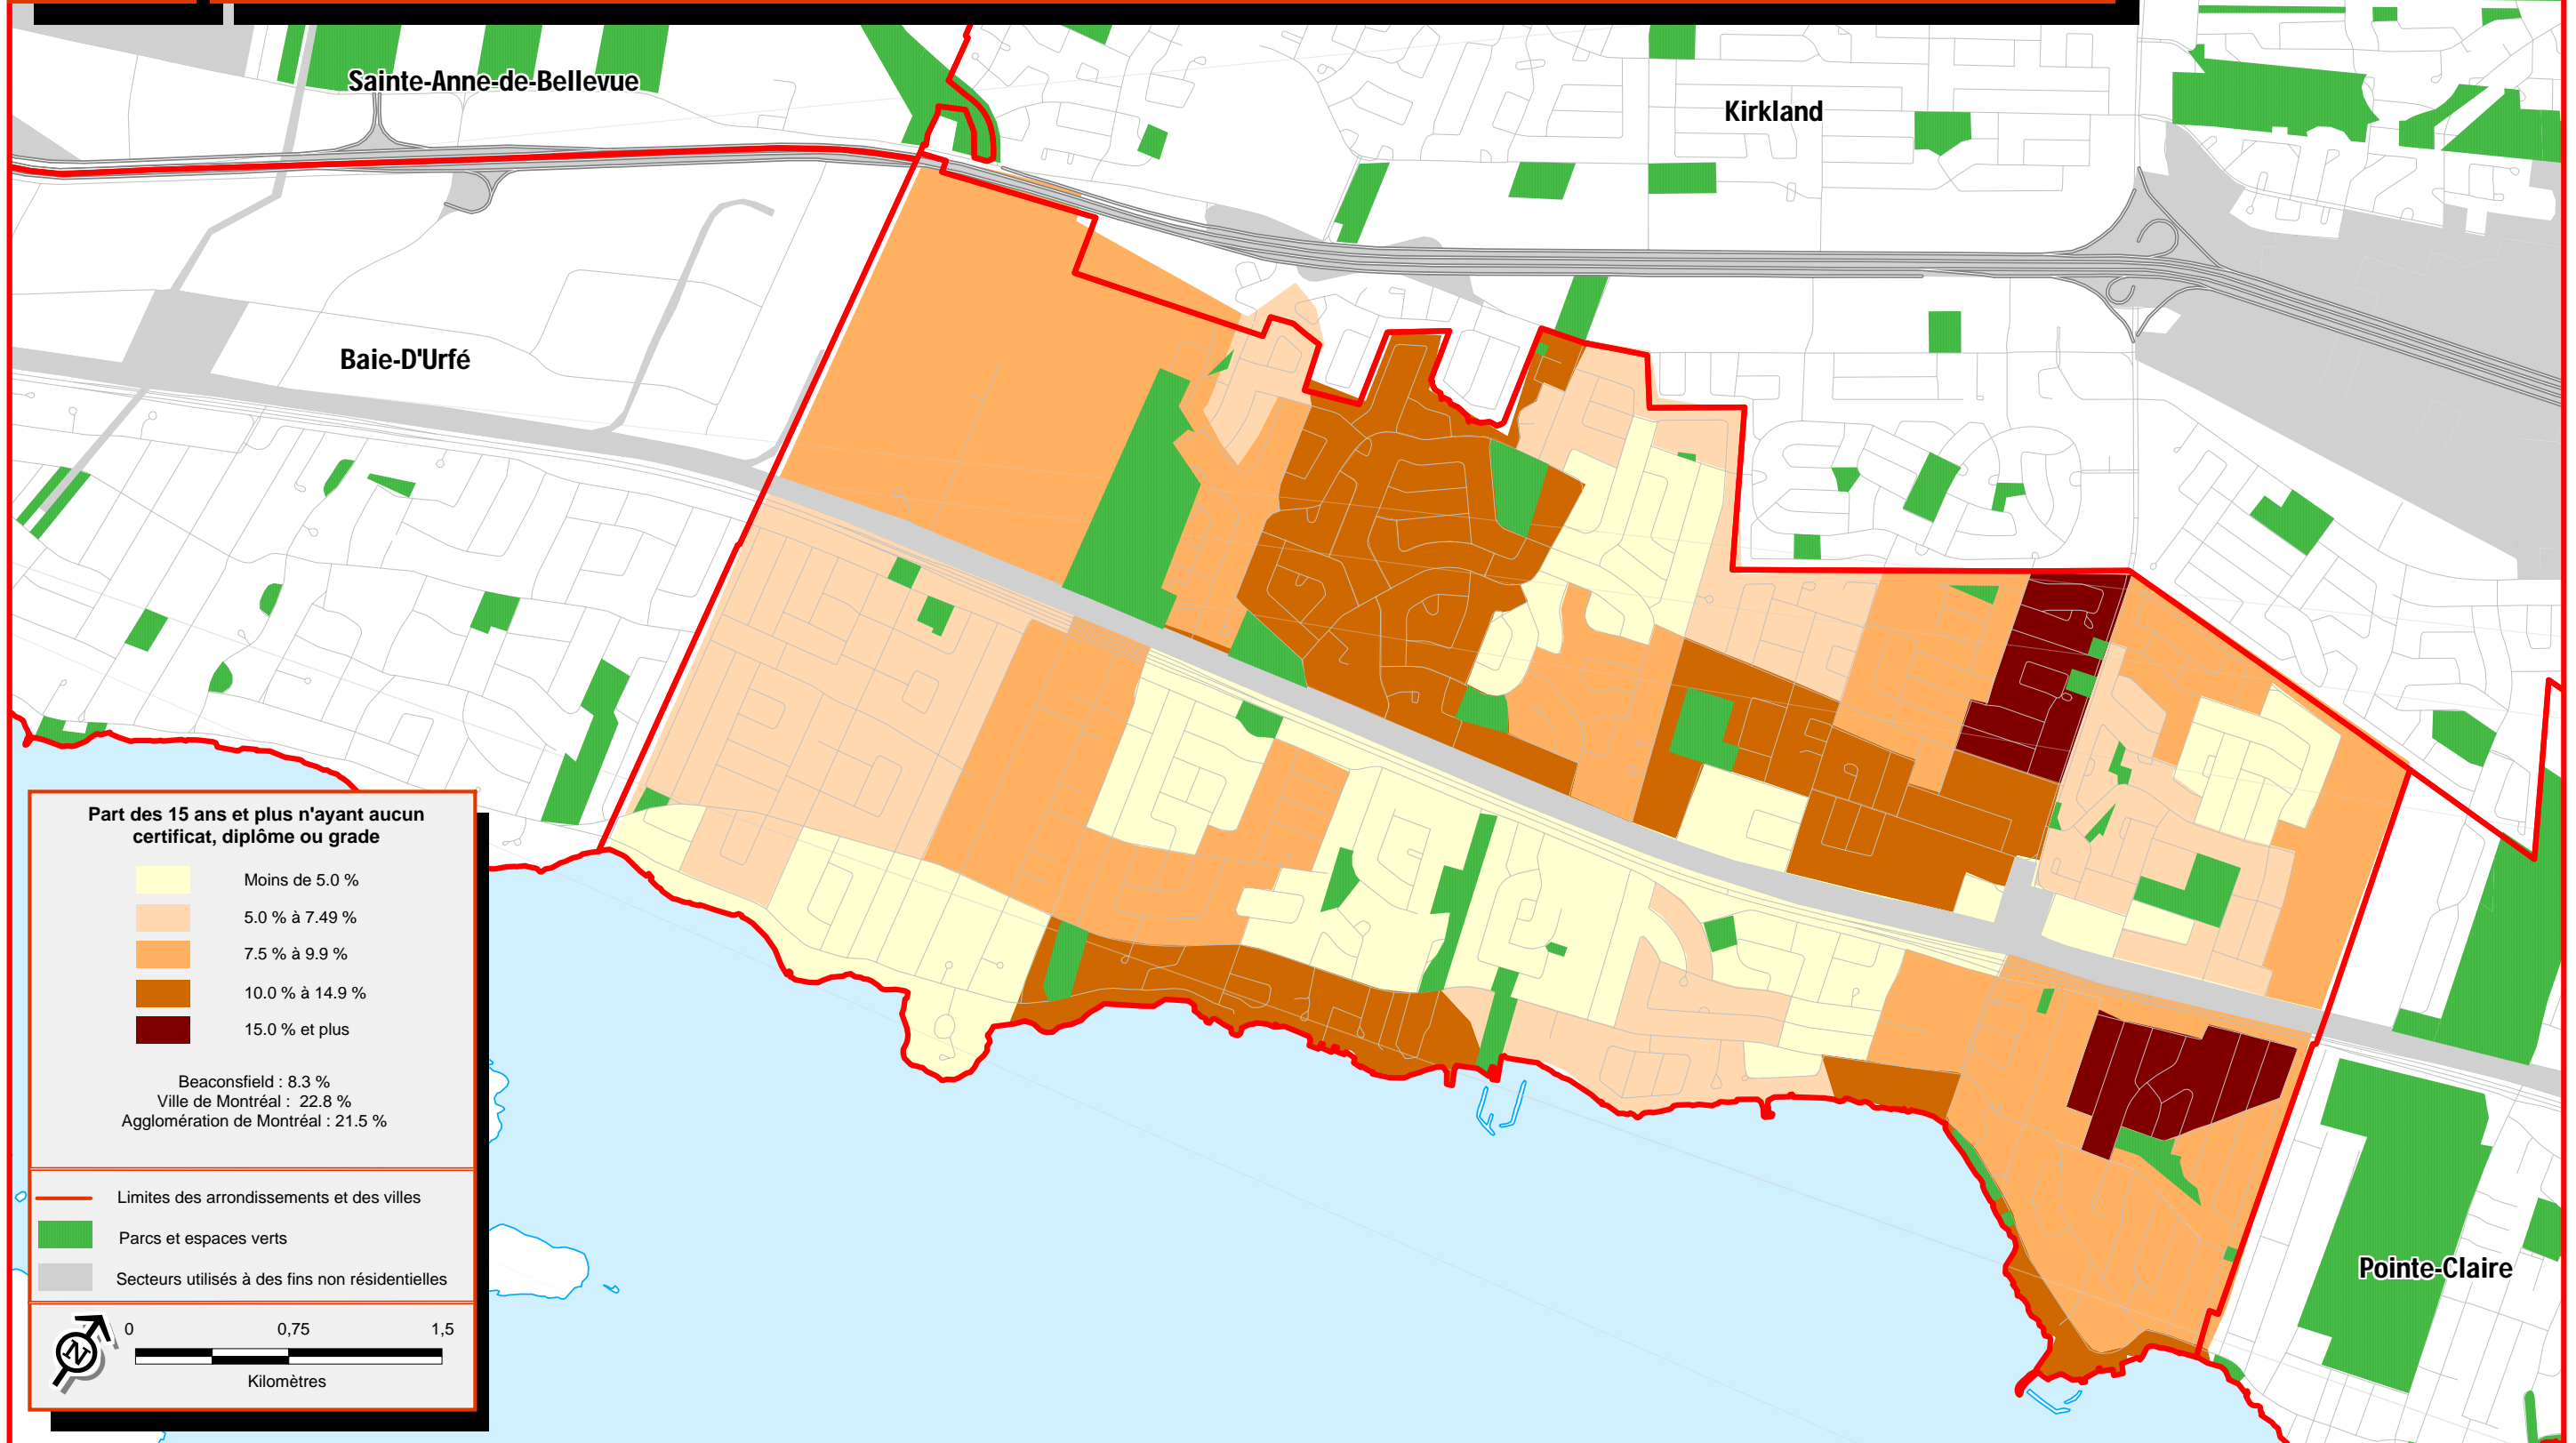 Sainte-Anne-de-Bellevue
Kirkland
Baie-D'Urfé
Part des 15 ans et plus n'ayant aucun
certificat, diplôme ou grade
Moins de 5.0 %
5.0 % à 7.49 %
7.5 % à 9.9 %
10.0 % à 14.9 %
15.0 % et plus
Beaconsfield : 8.3 %
Ville de Montréal : 22.8 %
Agglomération de Montréal : 21.5 %
Limites des arrondissements et des villes
Parcs et espaces verts
Secteurs utilisés à des fins non résidentielles
N
0 0,75 1,5
Kilomètres
Pointe-Claire